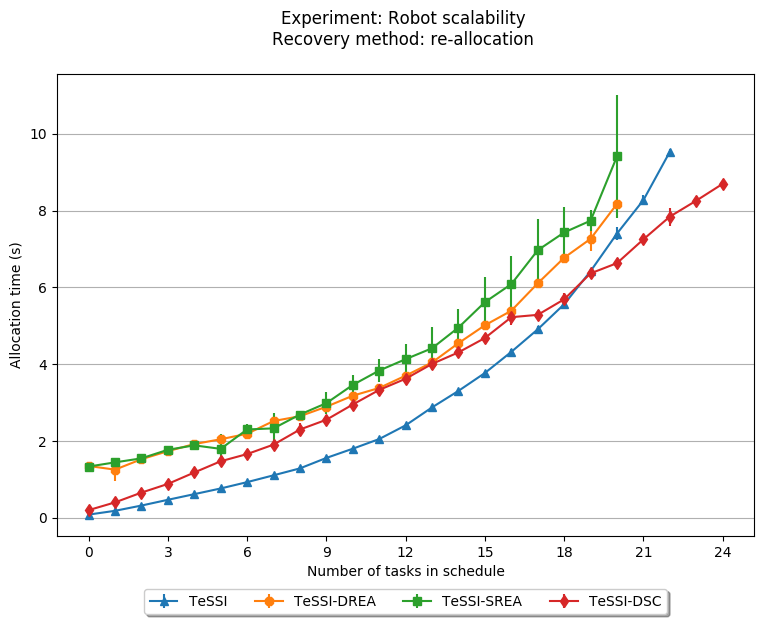 Experiment: Robot scalability
Recovery method: re-allocation
Allocation time (s)
10
8
6
4
2
0
0 3 6 9 12 15 18 21 24
Number of tasks in schedule
TeSSI TeSSI-DREA TeSSI-SREA TeSSI-DSC